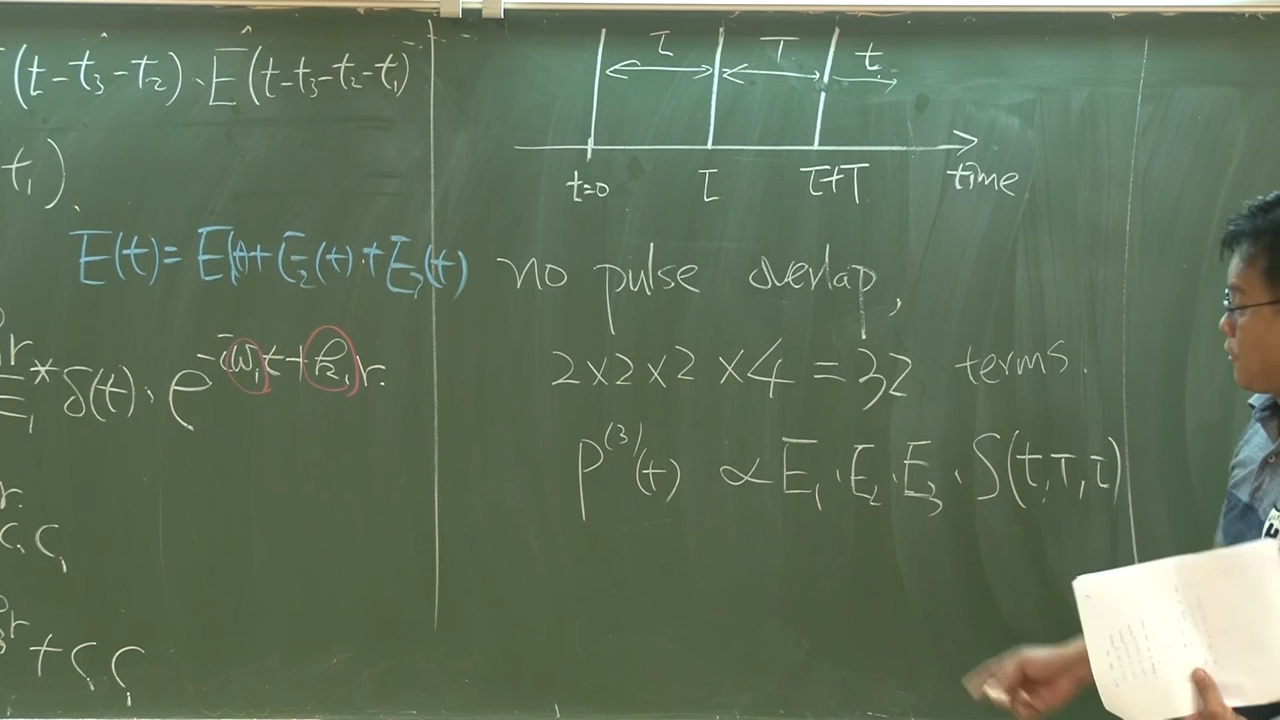 (t-t₃-t₂)·E(t-t₃-t₂-t₁)
t₁)
E(t)= E₁(t)+E₂(t)+E₃(t)
r
E₁* δ(t)· e^{-iω₁t+k₁r}
r.
C.C,
r + C C
τ T t
t=0 τ τ+T time
no pulse overlap,
2×2×2×4=32 terms.
P⁽³⁾(t) ∝ E₁·E₂·E₃·S(t,T,τ)